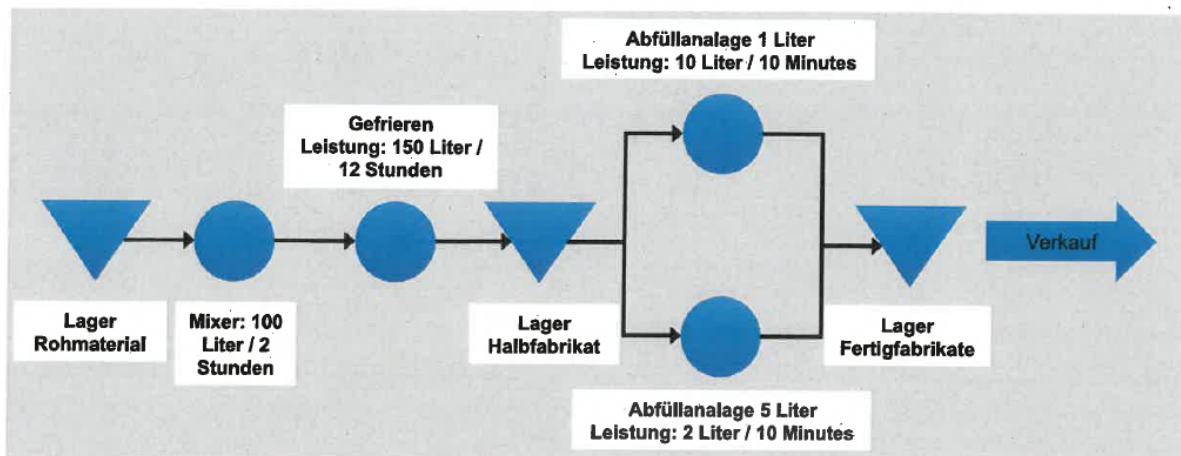 Abfüllanalage 1 Liter
Leistung: 10 Liter / 10 Minutes
Gefrieren
Leistung: 150 Liter /
12 Stunden
Verkauf
Lager
Rohmaterial
Mixer: 100
Liter / 2
Stunden
Lager
Halbfabrikat
Lager
Fertigfabrikate
Abfüllanalage 5 Liter
Leistung: 2 Liter / 10 Minutes